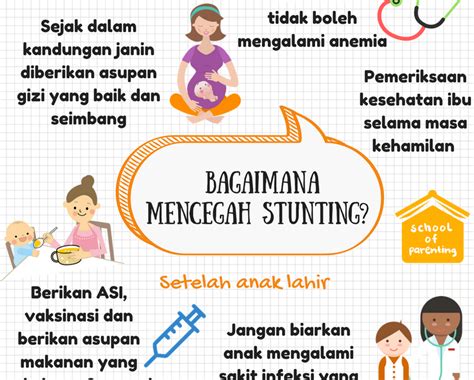 Sejak dalam
kandungan janin
diberikan asupan
gizi yang baik dan
seimbang
tidak boleh
mengalami anemia
Pemeriksaan
kesehatan ibu
selama masa
kehamilan
BAGAIMANA
MENCEGAH STUNTING?
school
of
parenting
Setelah anak lahir
Berikan ASI,
vaksinasi dan
berikan asupan
makanan yang
Jangan biarkan
anak mengalami
sakit infeksi yang